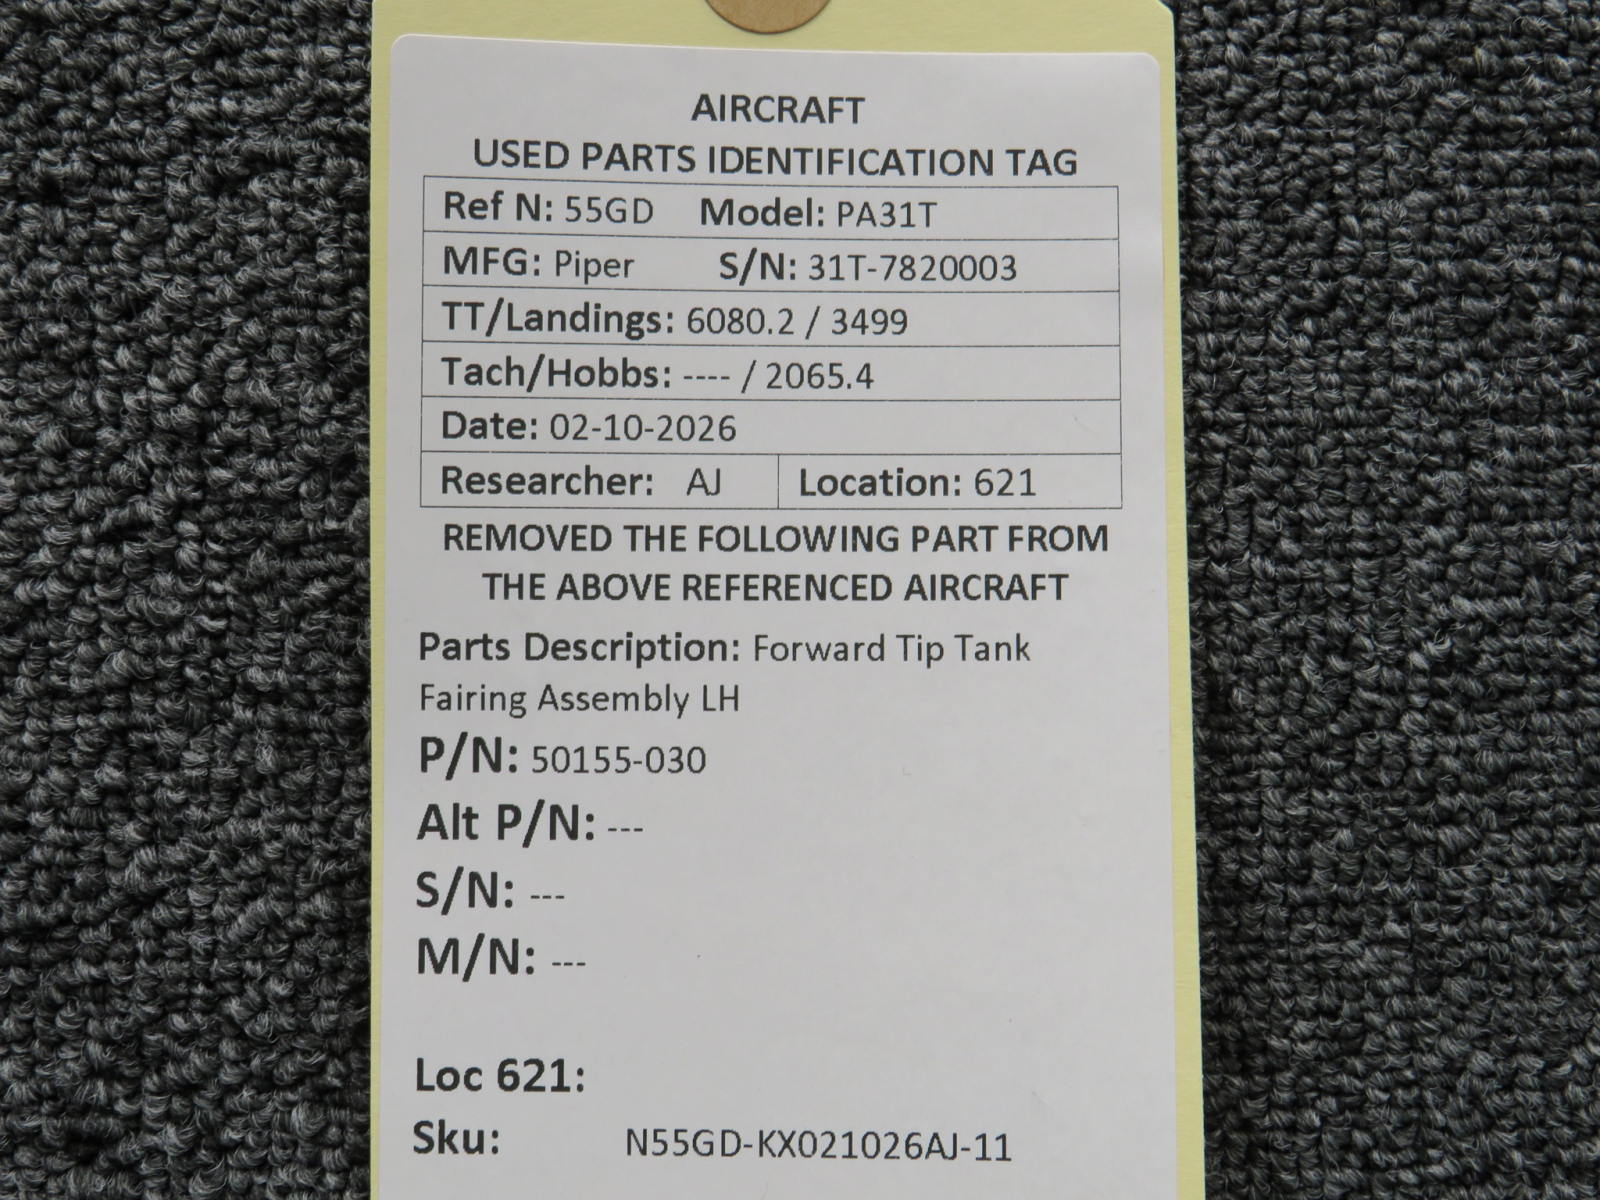 AIRCRAFT
USED PARTS IDENTIFICATION TAG
Ref N: 55GD Model: PA31T
MFG: Piper S/N: 31T-7820003
TT/Landings: 6080.2 / 3499
Tach/Hobbs: ---- / 2065.4
Date: 02-10-2026
Researcher: AJ Location: 621
REMOVED THE FOLLOWING PART FROM
THE ABOVE REFERENCED AIRCRAFT
Parts Description: Forward Tip Tank
Fairing Assembly LH
P/N: 50155-030
Alt P/N: ---
S/N: ---
M/N: ---
Loc 621:
Sku: N55GD-KX021026AJ-11